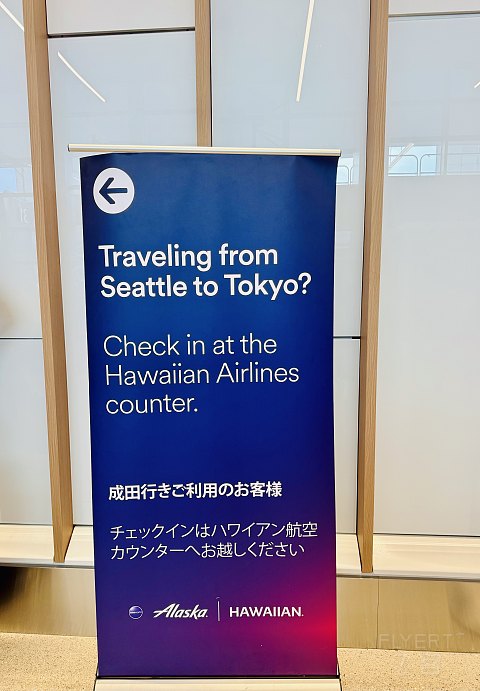 Traveling from
Seattle to Tokyo?
Check in at the
Hawaiian Airlines
counter.
成田行きご利用のお客様
チェックインはハワイアン航空
カウンターへお越しください
Alaska. | HAWAIIAN.
FLYERT